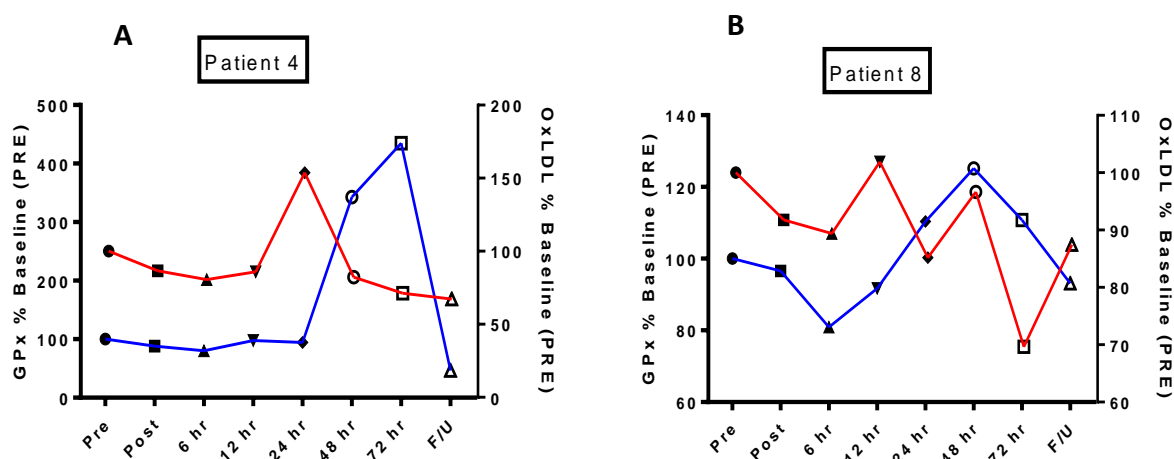 A
Patient 4
GPx % Baseline (PRE)
500
400
300
200
100
0
200
150
100
50
0
OxLDL % Baseline (PRE)
Pre
Post
6 hr
12 hr
24 hr
48 hr
72 hr
F/U
B
Patient 8
GPx % Baseline (PRE)
140
120
100
80
60
110
100
90
80
70
60
OxLDL % Baseline (PRE)
Pre
Post
6 hr
12 hr
24 hr
48 hr
72 hr
F/U